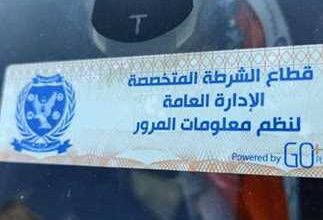 T
قطاع الشرطة المتخصصة
الإدارة العامة
لنظم معلومات المرور
Powered by GO+